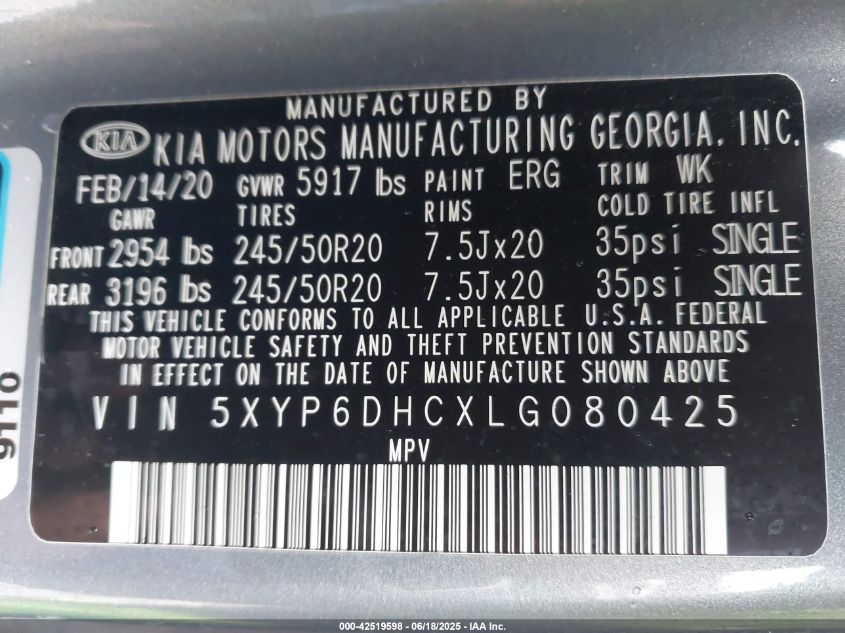 MANUFACTURED BY
KIA KIA MOTORS MANUFACTURING GEORGIA, INC.
FEB/14/20 GVWR 5917 lbs PAINT ERG TRIM WK
GAWR TIRES RIMS COLD TIRE INFL
FRONT 2954 lbs 245/50R20 7.5Jx20 35psi SINGLE
REAR 3196 lbs 245/50R20 7.5Jx20 35psi SINGLE
THIS VEHICLE CONFORMS TO ALL APPLICABLE U.S.A. FEDERAL
MOTOR VEHICLE SAFETY AND THEFT PREVENTION STANDARDS
IN EFFECT ON THE DATE OF MANUFACTURE SHOWN ABOVE
VIN 5XYP6DHCXLG080425
MPV
9110
000-42519598 - 06/18/2025 - IAA Inc.